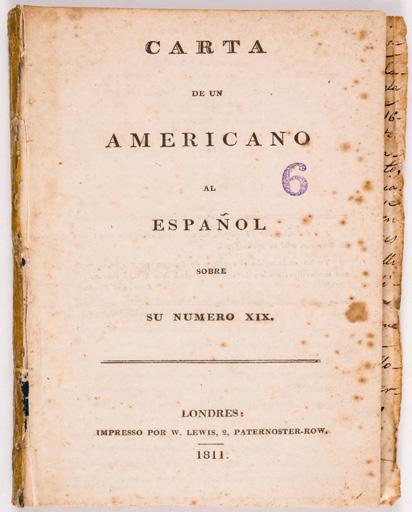 CARTA
DE UN
AMERICANO
6
AL
ESPAÑOL
SOBRE
SU NUMERO XIX.
LONDRES:
IMPRESSO POR W. LEWIS, 2, PATERNOSTER-ROW.
1811.